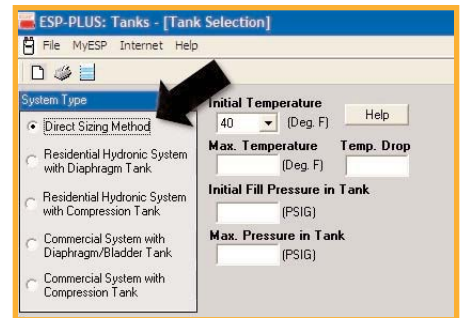 ESP-PLUS: Tanks - [Tank Selection]
File MyESP Internet Help
System Type
Direct Sizing Method
Residential Hydronic System
with Diaphragm Tank
Residential Hydronic System
with Compression Tank
Commercial System with
Diaphragm/Bladder Tank
Commercial System with
Compression Tank
Initial Temperature
40 (Deg. F) Help
Max. Temperature Temp. Drop
(Deg. F)
Initial Fill Pressure in Tank
(PSIG)
Max. Pressure in Tank
(PSIG)